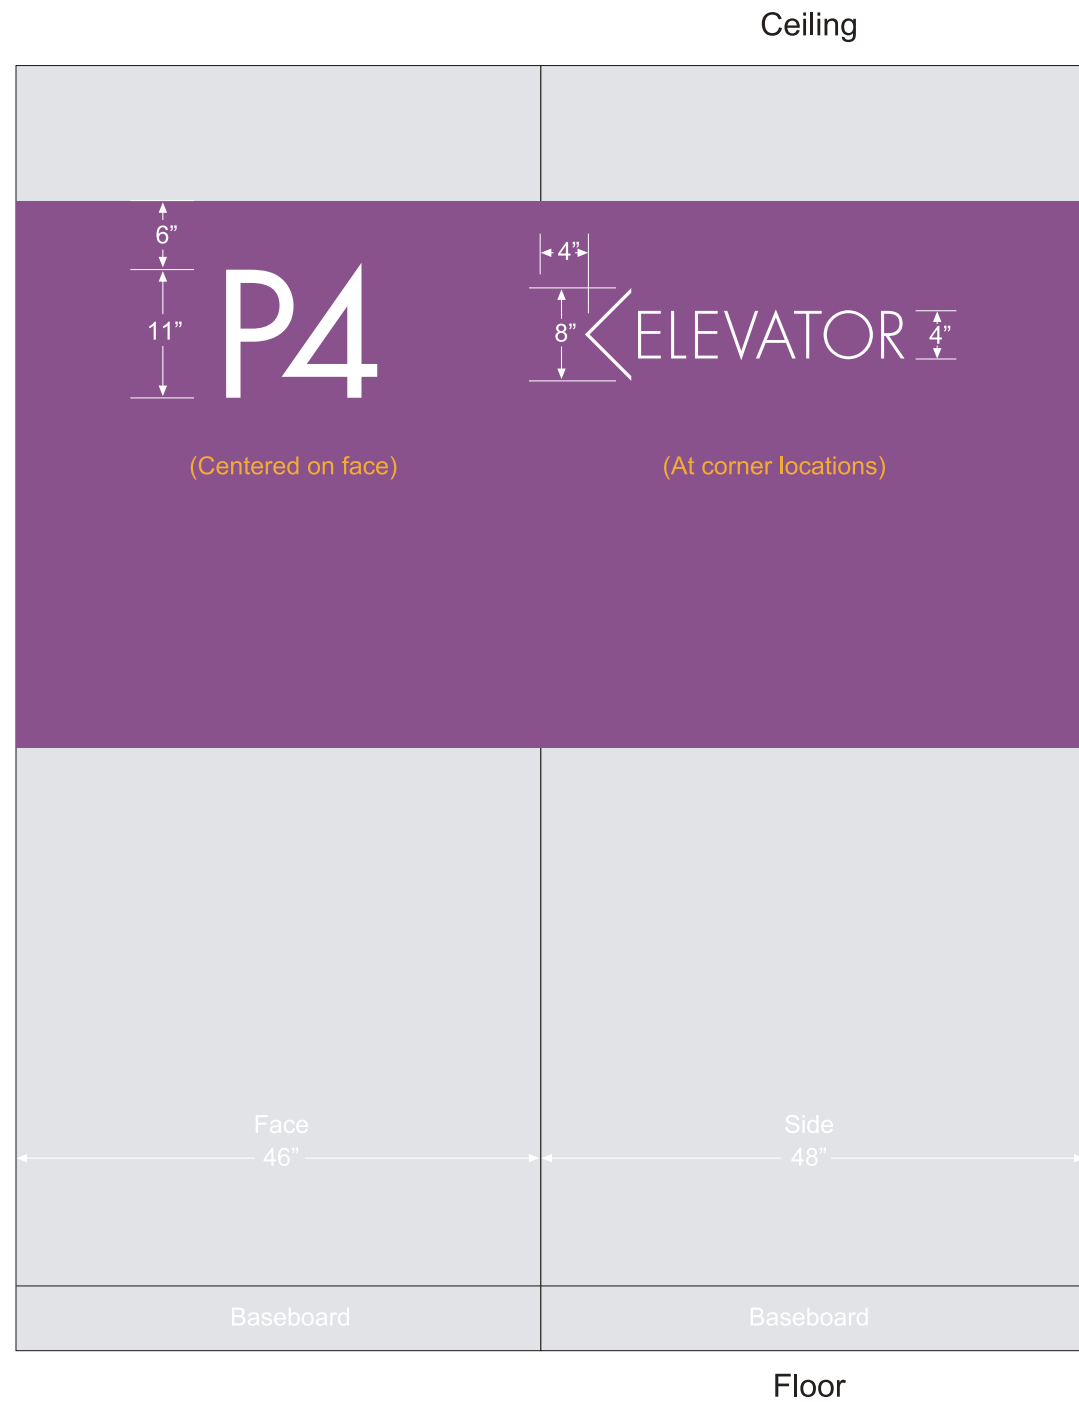 Ceiling
6”
11”
P4
(Centered on face)
4”
8”
ELEVATOR
4”
(At corner locations)
Face
46”
Side
48”
Baseboard
Baseboard
Floor